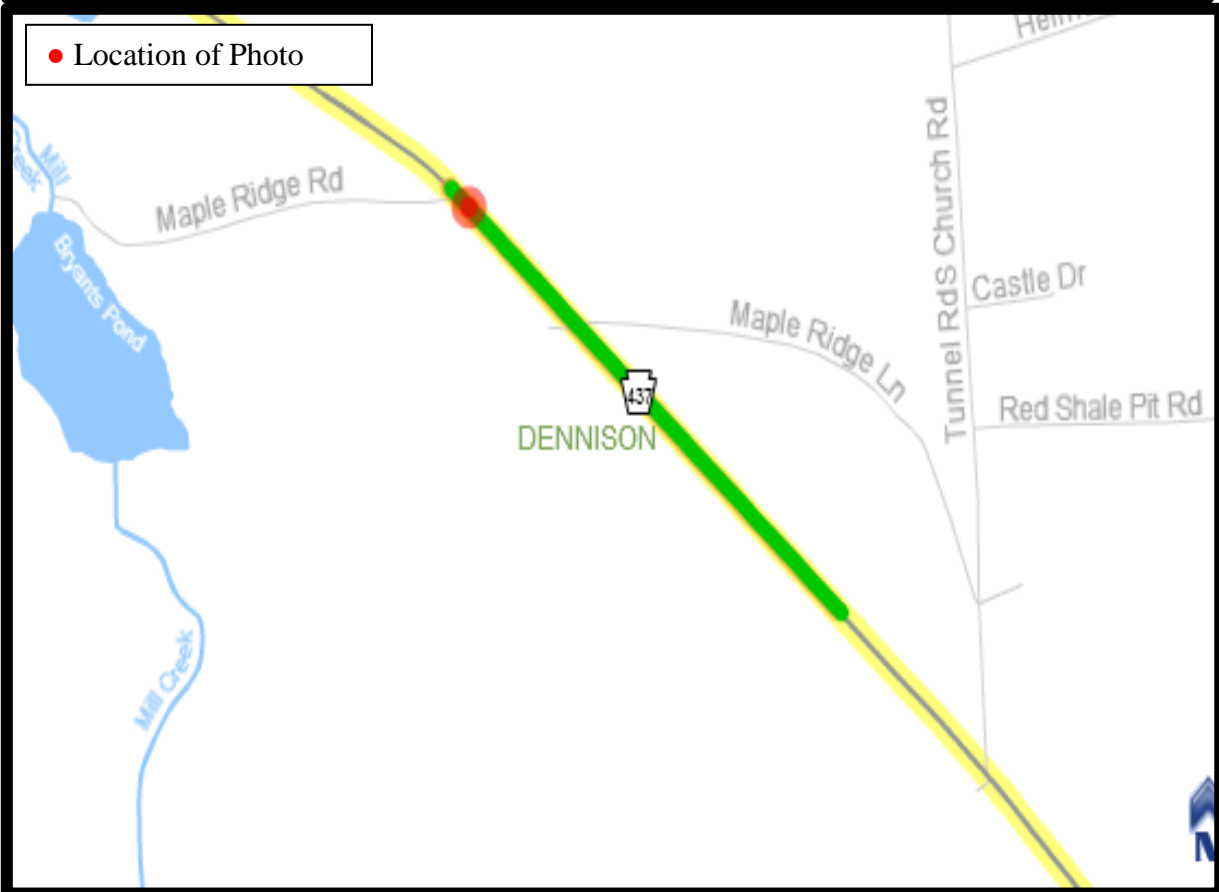 Location of Photo
Mill
Creek
Maple Ridge Rd
Bryants Pond
Maple Ridge Ln
437
DENNISON
Tunnel RdS Church Rd
Castle Dr
Red Shale Pit Rd
Mill Creek